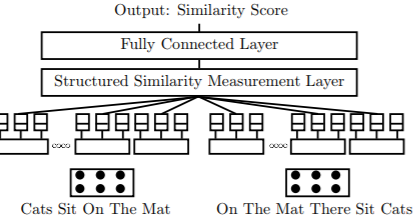 Output: Similarity Score
Fully Connected Layer
Structured Similarity Measurement Layer
Cats Sit On The Mat
On The Mat There Sit Cats